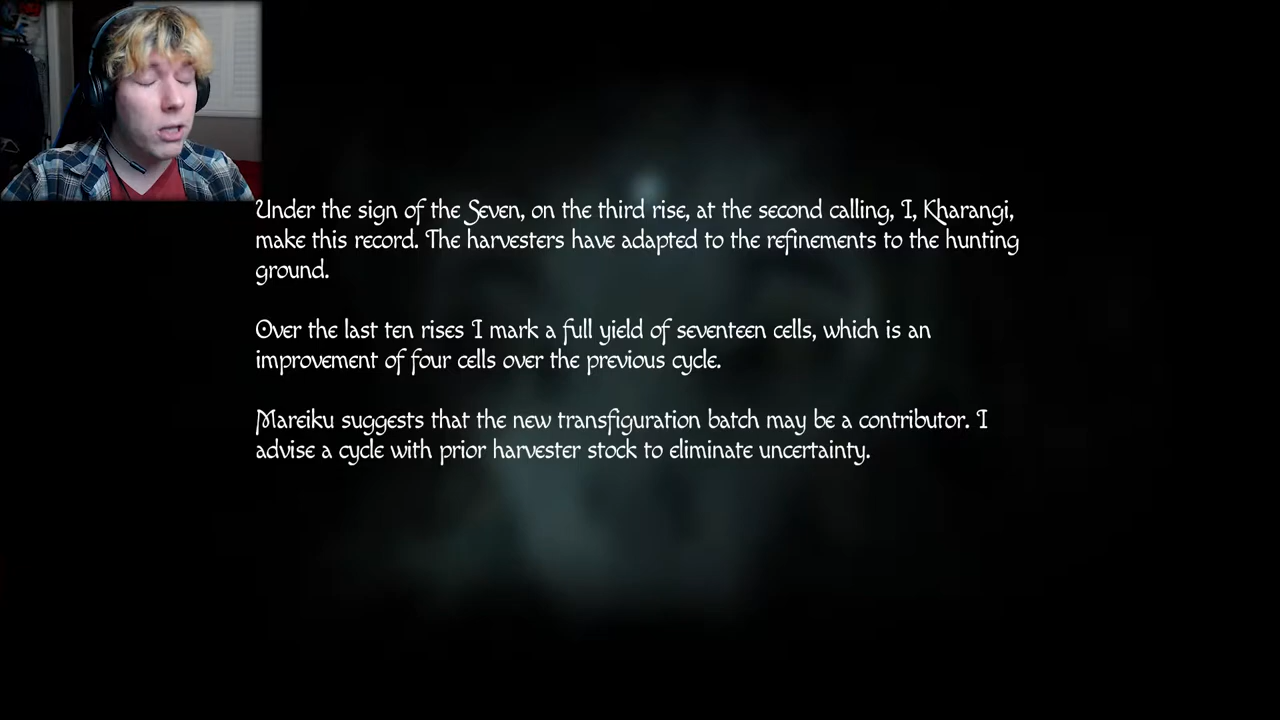 Under the sign of the Seven, on the third rise, at the second calling, I, Kharangi,
make this record. The harvesters have adapted to the refinements to the hunting
ground.
Over the last ten rises I mark a full yield of seventeen cells, which is an
improvement of four cells over the previous cycle.
Mareiku suggests that the new transfiguration batch may be a contributor. I
advise a cycle with prior harvester stock to eliminate uncertainty.